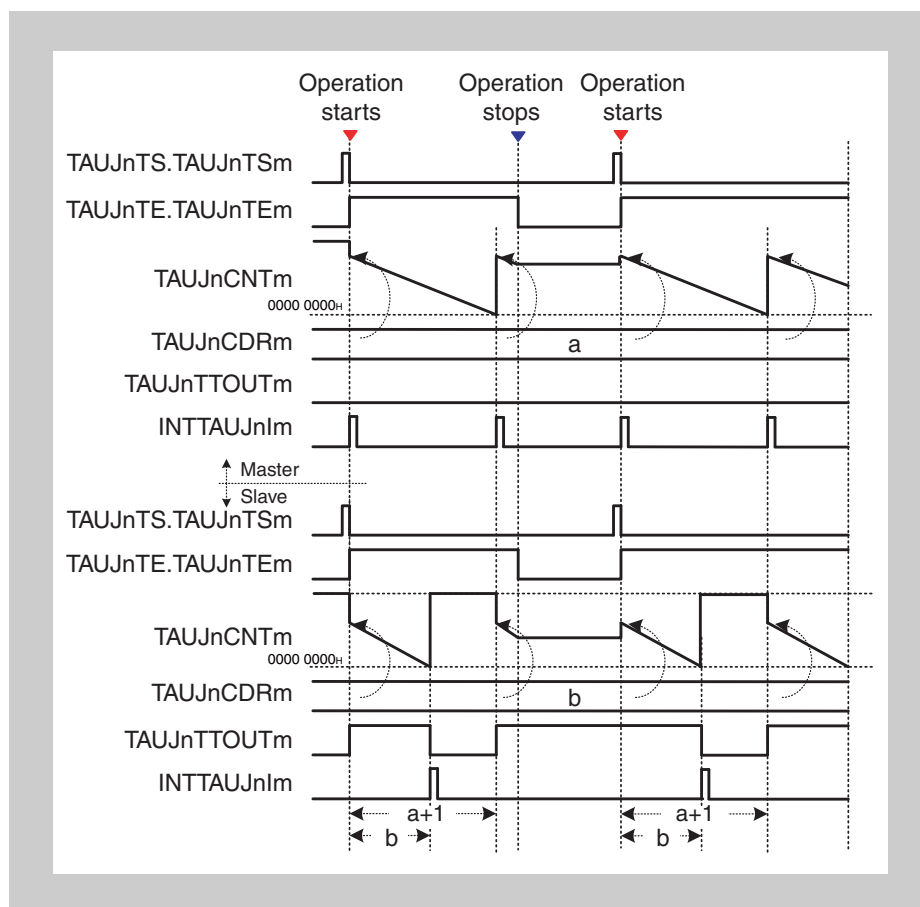 Operation starts
Operation stops
Operation starts
TAUJnTS.TAUJnTSm
TAUJnTE.TAUJnTEm
TAUJnCNTm
0000 0000H
TAUJnCDRm
a
TAUJnTTOUTm
INTTAUJnIm
Master
Slave
TAUJnTS.TAUJnTSm
TAUJnTE.TAUJnTEm
TAUJnCNTm
0000 0000H
TAUJnCDRm
b
TAUJnTTOUTm
INTTAUJnIm
a+1
a+1
b
b